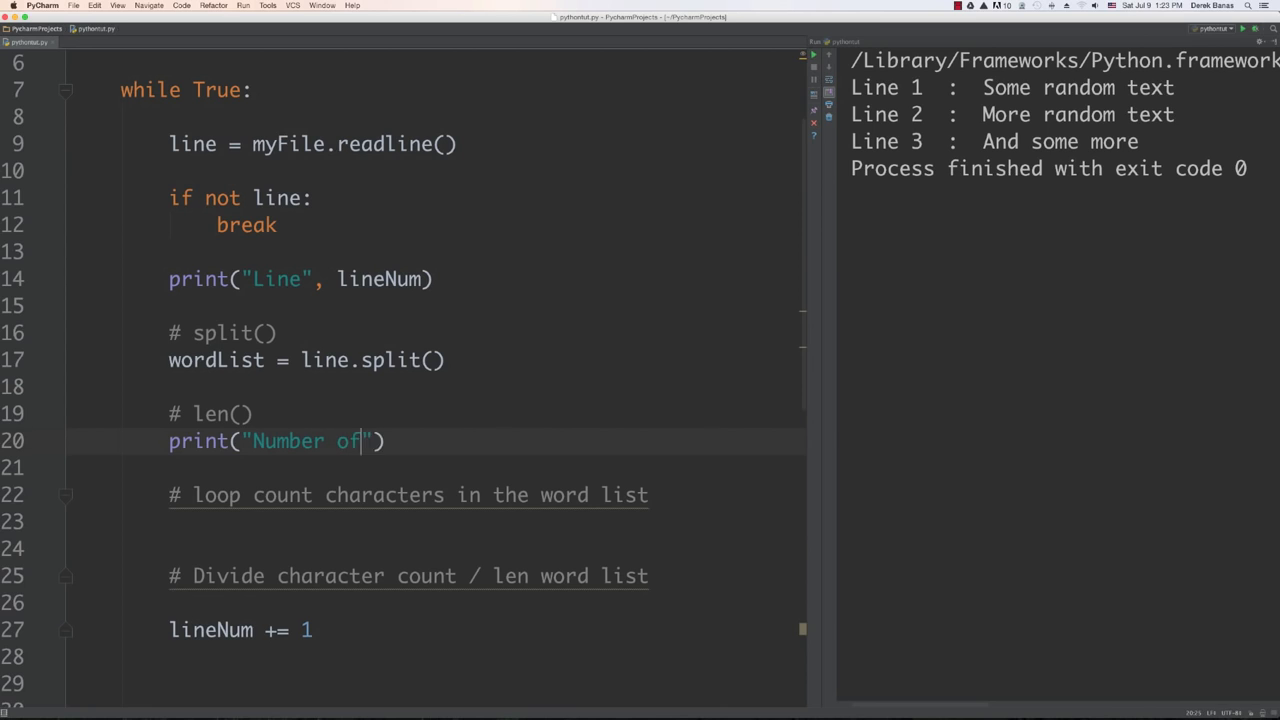 PyCharm File Edit View Navigate Code Refactor Run Tools VCS Window Help 10 Sat Jul 9 1:23 PM Derek Banas
pythontut.py - PycharmProjects - [~/PycharmProjects]
PycharmProjects pythontut.py pythontut
pythontut.py Run pythontut
6
7 while True:
8
9 line = myFile.readline()
10
11 if not line:
12 break
13
14 print("Line", lineNum)
15
16 # split()
17 wordList = line.split()
18
19 # len()
20 print("Number of")
21
22 # loop count characters in the word list
23
24
25 # Divide character count / len word list
26
27 lineNum += 1
28
29
/Library/Frameworks/Python.framework
Line 1 : Some random text
Line 2 : More random text
Line 3 : And some more
Process finished with exit code 0
20:25 LF÷ UTF-8÷